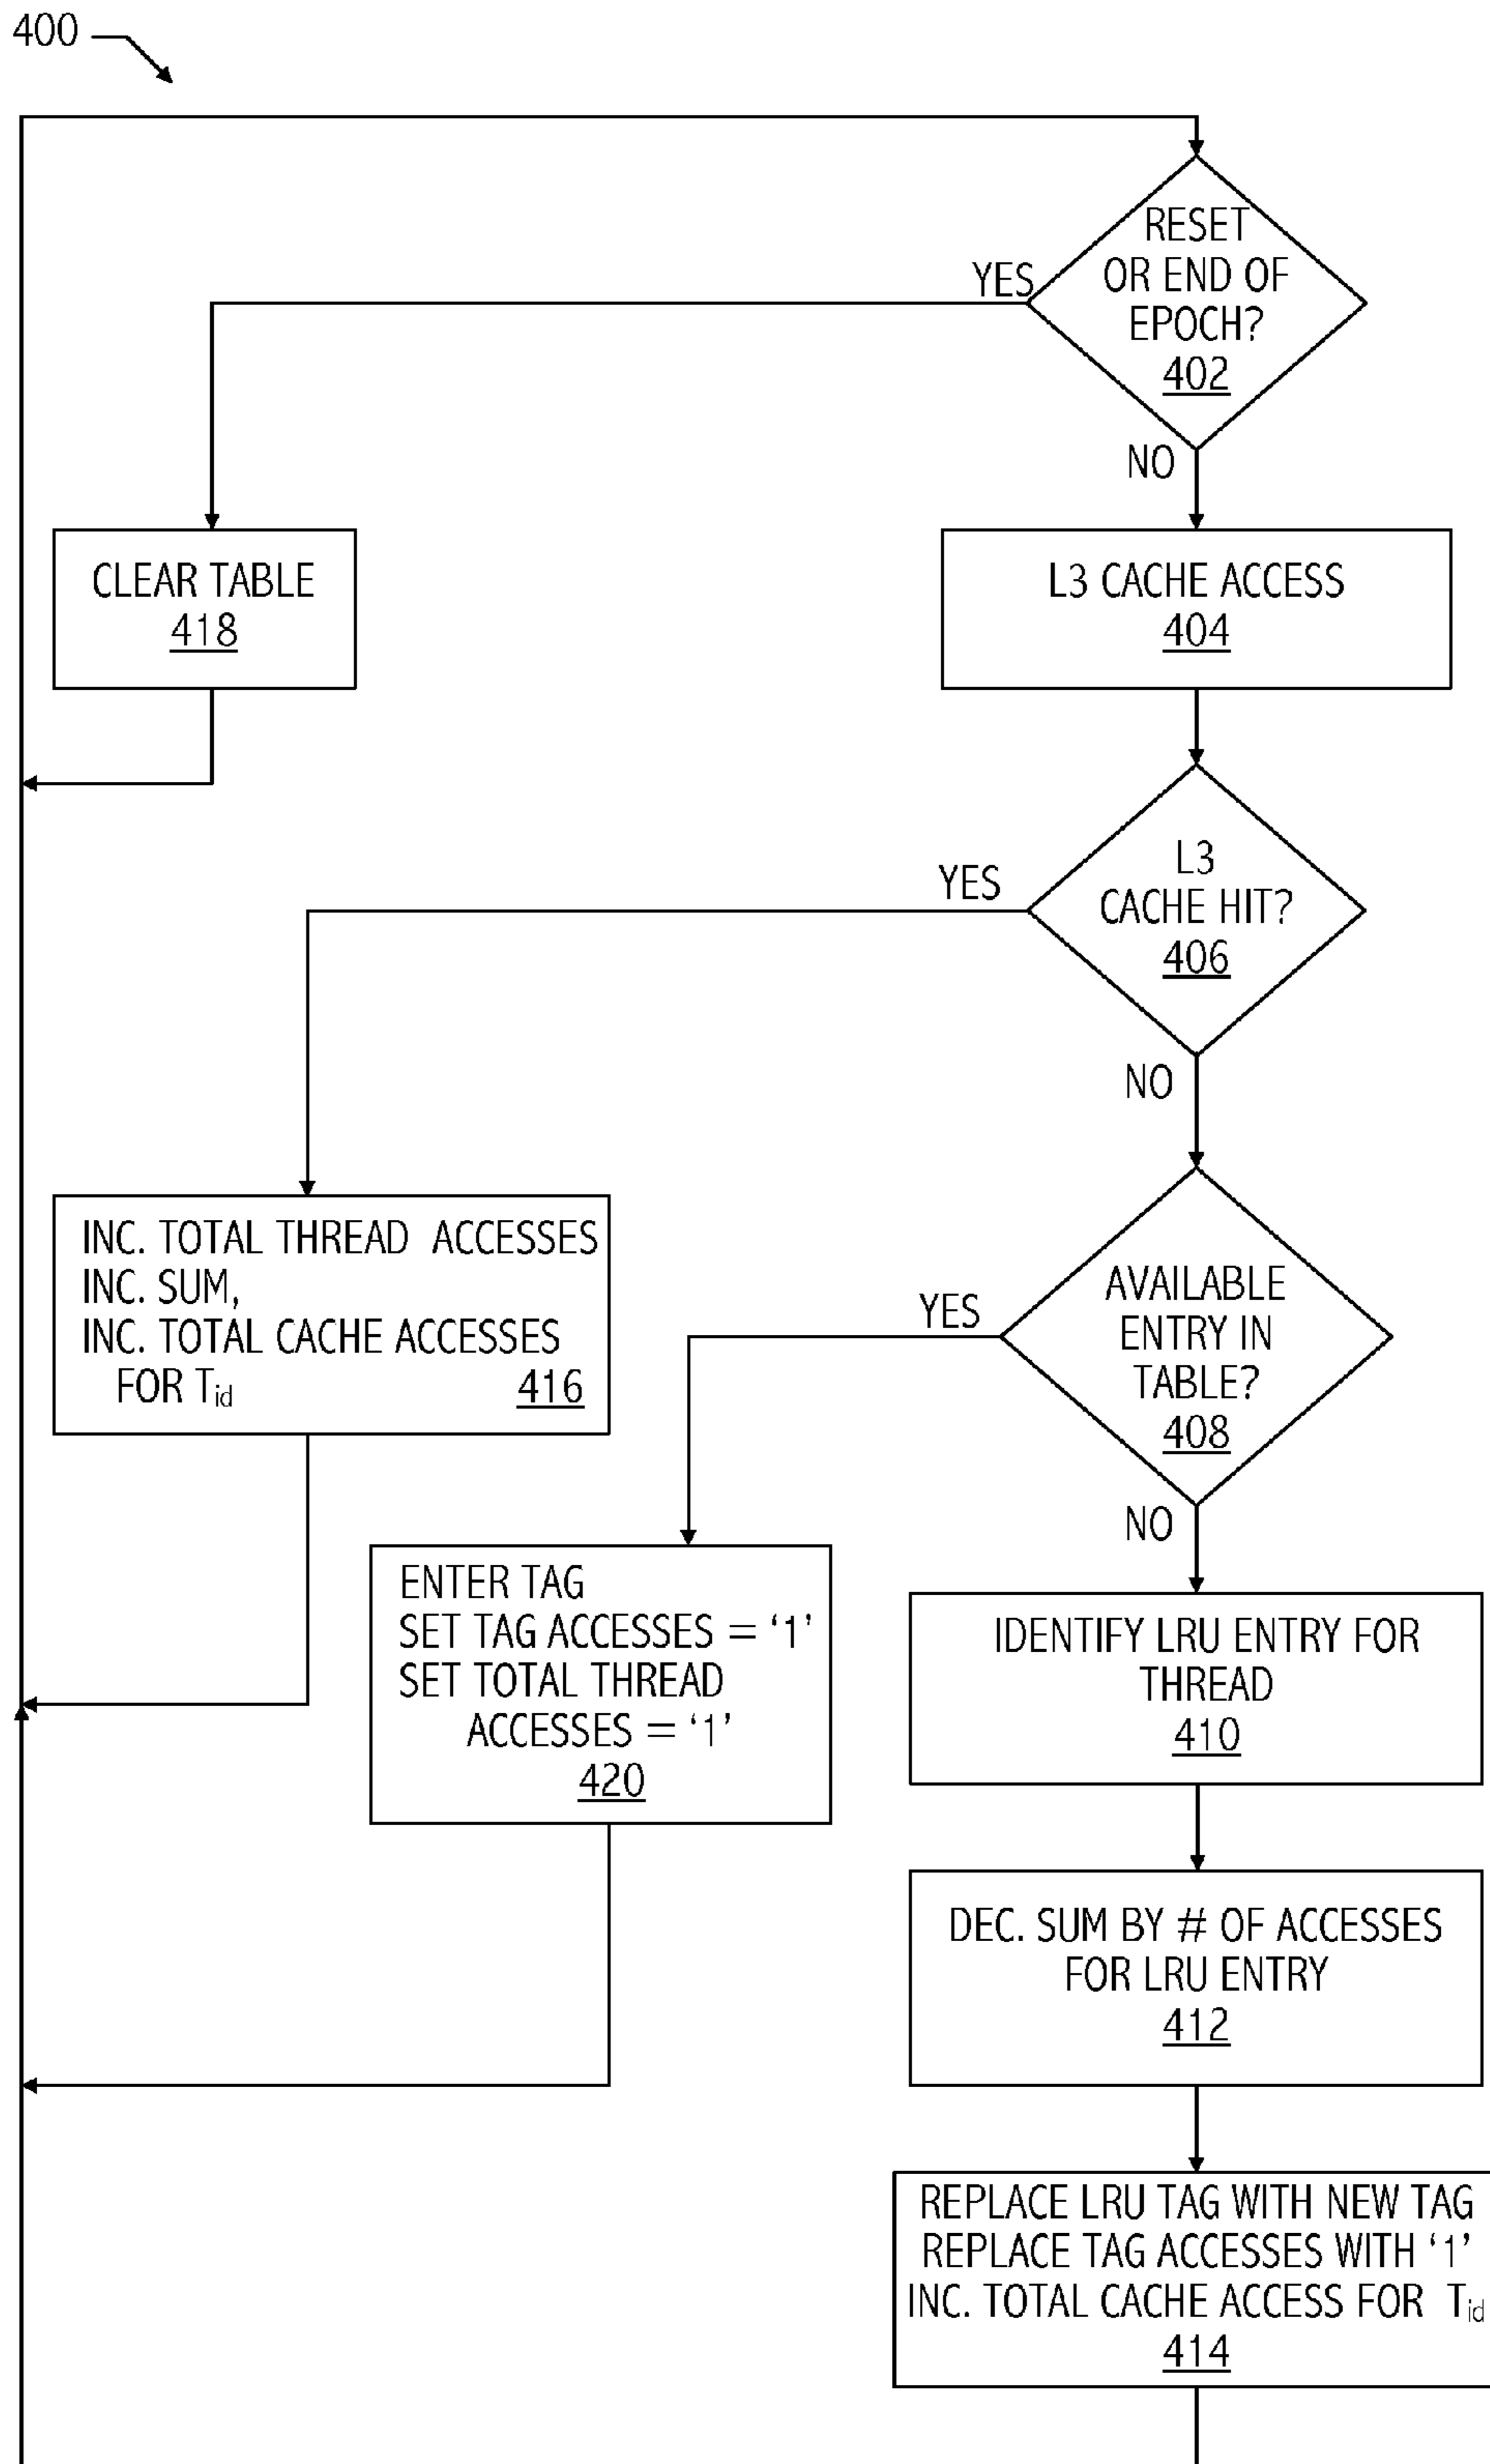 400
RESET
OR END OF
EPOCH?
402
YES
NO
CLEAR TABLE
418
L3 CACHE ACCESS
404
L3
CACHE HIT?
406
YES
NO
INC. TOTAL THREAD ACCESSES
INC. SUM,
INC. TOTAL CACHE ACCESSES
FOR Tid 416
AVAILABLE
ENTRY IN
TABLE?
408
YES
NO
ENTER TAG
SET TAG ACCESSES = ‘1’
SET TOTAL THREAD
ACCESSES = ‘1’
420
IDENTIFY LRU ENTRY FOR
THREAD
410
DEC. SUM BY # OF ACCESSES
FOR LRU ENTRY
412
REPLACE LRU TAG WITH NEW TAG
REPLACE TAG ACCESSES WITH ‘1’
INC. TOTAL CACHE ACCESS FOR Tid
414